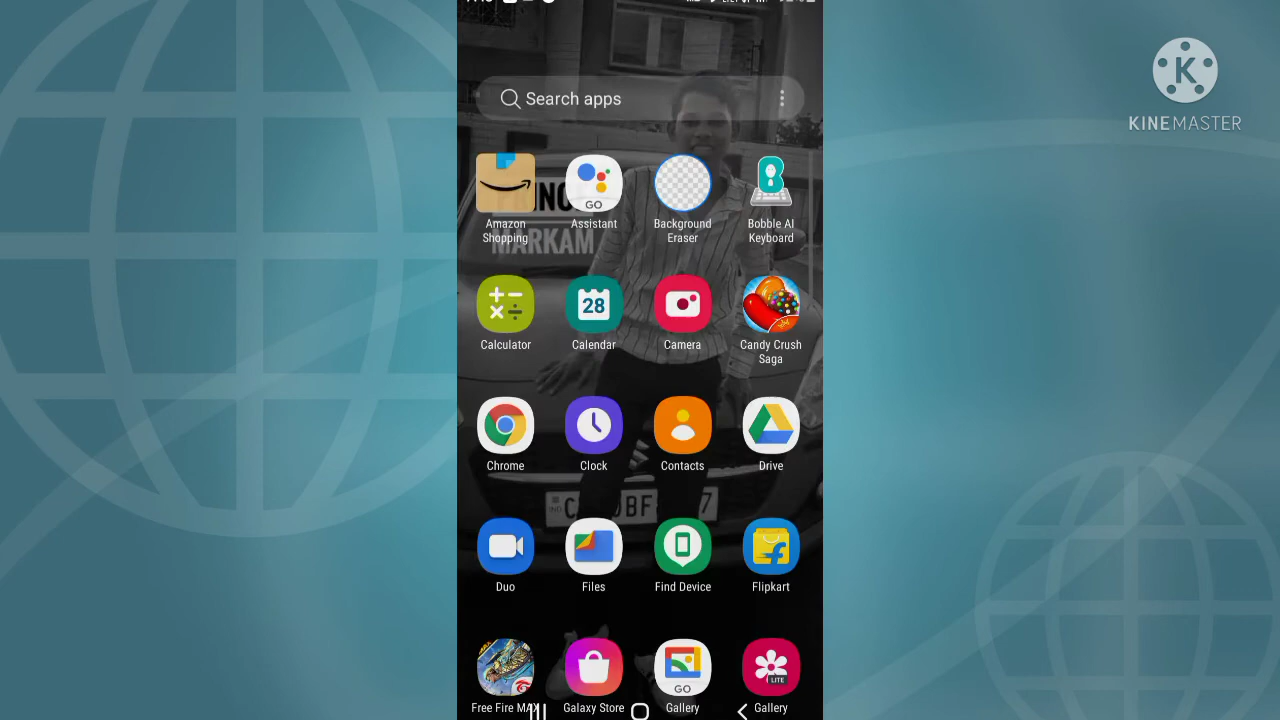 Search apps
KINEMASTER
GO
Amazon
Shopping
Assistant
Background
Eraser
Bobble AI
Keyboard
MARKAM
28
Calculator
Calendar
Camera
Candy Crush
Saga
Chrome
Clock
Contacts
Drive
Duo
Files
Find Device
Flipkart
GO
LITE
Free Fire MAX
Galaxy Store
Gallery
Gallery